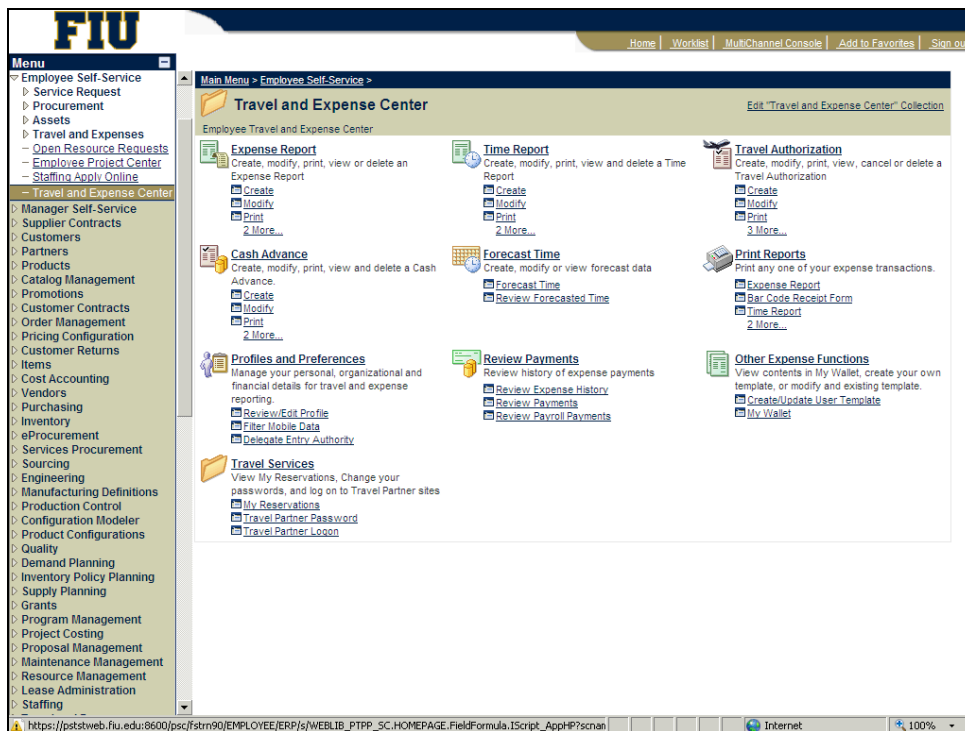 FIU
Home | Worklist | MultiChannel Console | Add to Favorites | Sign ou
Menu
Employee Self-Service
Service Request
Procurement
Assets
Travel and Expenses
Open Resource Requests
Employee Project Center
Staffing Apply Online
Travel and Expense Center
Manager Self-Service
Supplier Contracts
Customers
Partners
Products
Catalog Management
Promotions
Customer Contracts
Order Management
Pricing Configuration
Customer Returns
Items
Cost Accounting
Vendors
Purchasing
Inventory
eProcurement
Services Procurement
Sourcing
Engineering
Manufacturing Definitions
Production Control
Configuration Modeler
Product Configurations
Quality
Demand Planning
Inventory Policy Planning
Supply Planning
Grants
Program Management
Project Costing
Proposal Management
Maintenance Management
Resource Management
Lease Administration
Staffing
Main Menu > Employee Self-Service >
Travel and Expense Center
Edit "Travel and Expense Center" Collection
Employee Travel and Expense Center
Expense Report
Create, modify, print, view or delete an
Expense Report
Create
Modify
Print
2 More...
Time Report
Create, modify, print, view and delete a Time
Report
Create
Modify
Print
2 More...
Travel Authorization
Create, modify, print, view, cancel or delete a
Travel Authorization
Create
Modify
Print
3 More...
Cash Advance
Create, modify, print, view and delete a Cash
Advance.
Create
Modify
Print
2 More...
Forecast Time
Create, modify or view forecast data
Forecast Time
Review Forecasted Time
Print Reports
Print any one of your expense transactions.
Expense Report
Bar Code Receipt Form
Time Report
2 More...
Profiles and Preferences
Manage your personal, organizational and
financial details for travel and expense
reporting.
Review/Edit Profile
Filter Mobile Data
Delegate Entry Authority
Review Payments
Review history of expense payments
Review Expense History
Review Payments
Review Payroll Payments
Other Expense Functions
View contents in My Wallet, create your own
template, or modify and existing template.
Create/Update User Template
My Wallet
Travel Services
View My Reservations, Change your
passwords, and log on to Travel Partner sites
My Reservations
Travel Partner Password
Travel Partner Logon
https://pststweb.fiu.edu:8600/psc/fstrn90/EMPLOYEE/ERP/s/WEBLIB_PTPP_SC.HOMEPAGE.FieldFormula.IScript_AppHP?scnan
Internet
100%